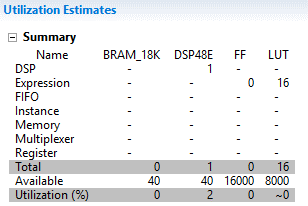 Utilization Estimates
Summary
Name BRAM_18K DSP48E FF LUT
DSP - 1 - -
Expression - - 0 16
FIFO - - - -
Instance - - - -
Memory - - - -
Multiplexer - - - -
Register - - - -
Total 0 1 0 16
Available 40 40 16000 8000
Utilization (%) 0 2 0 ~0